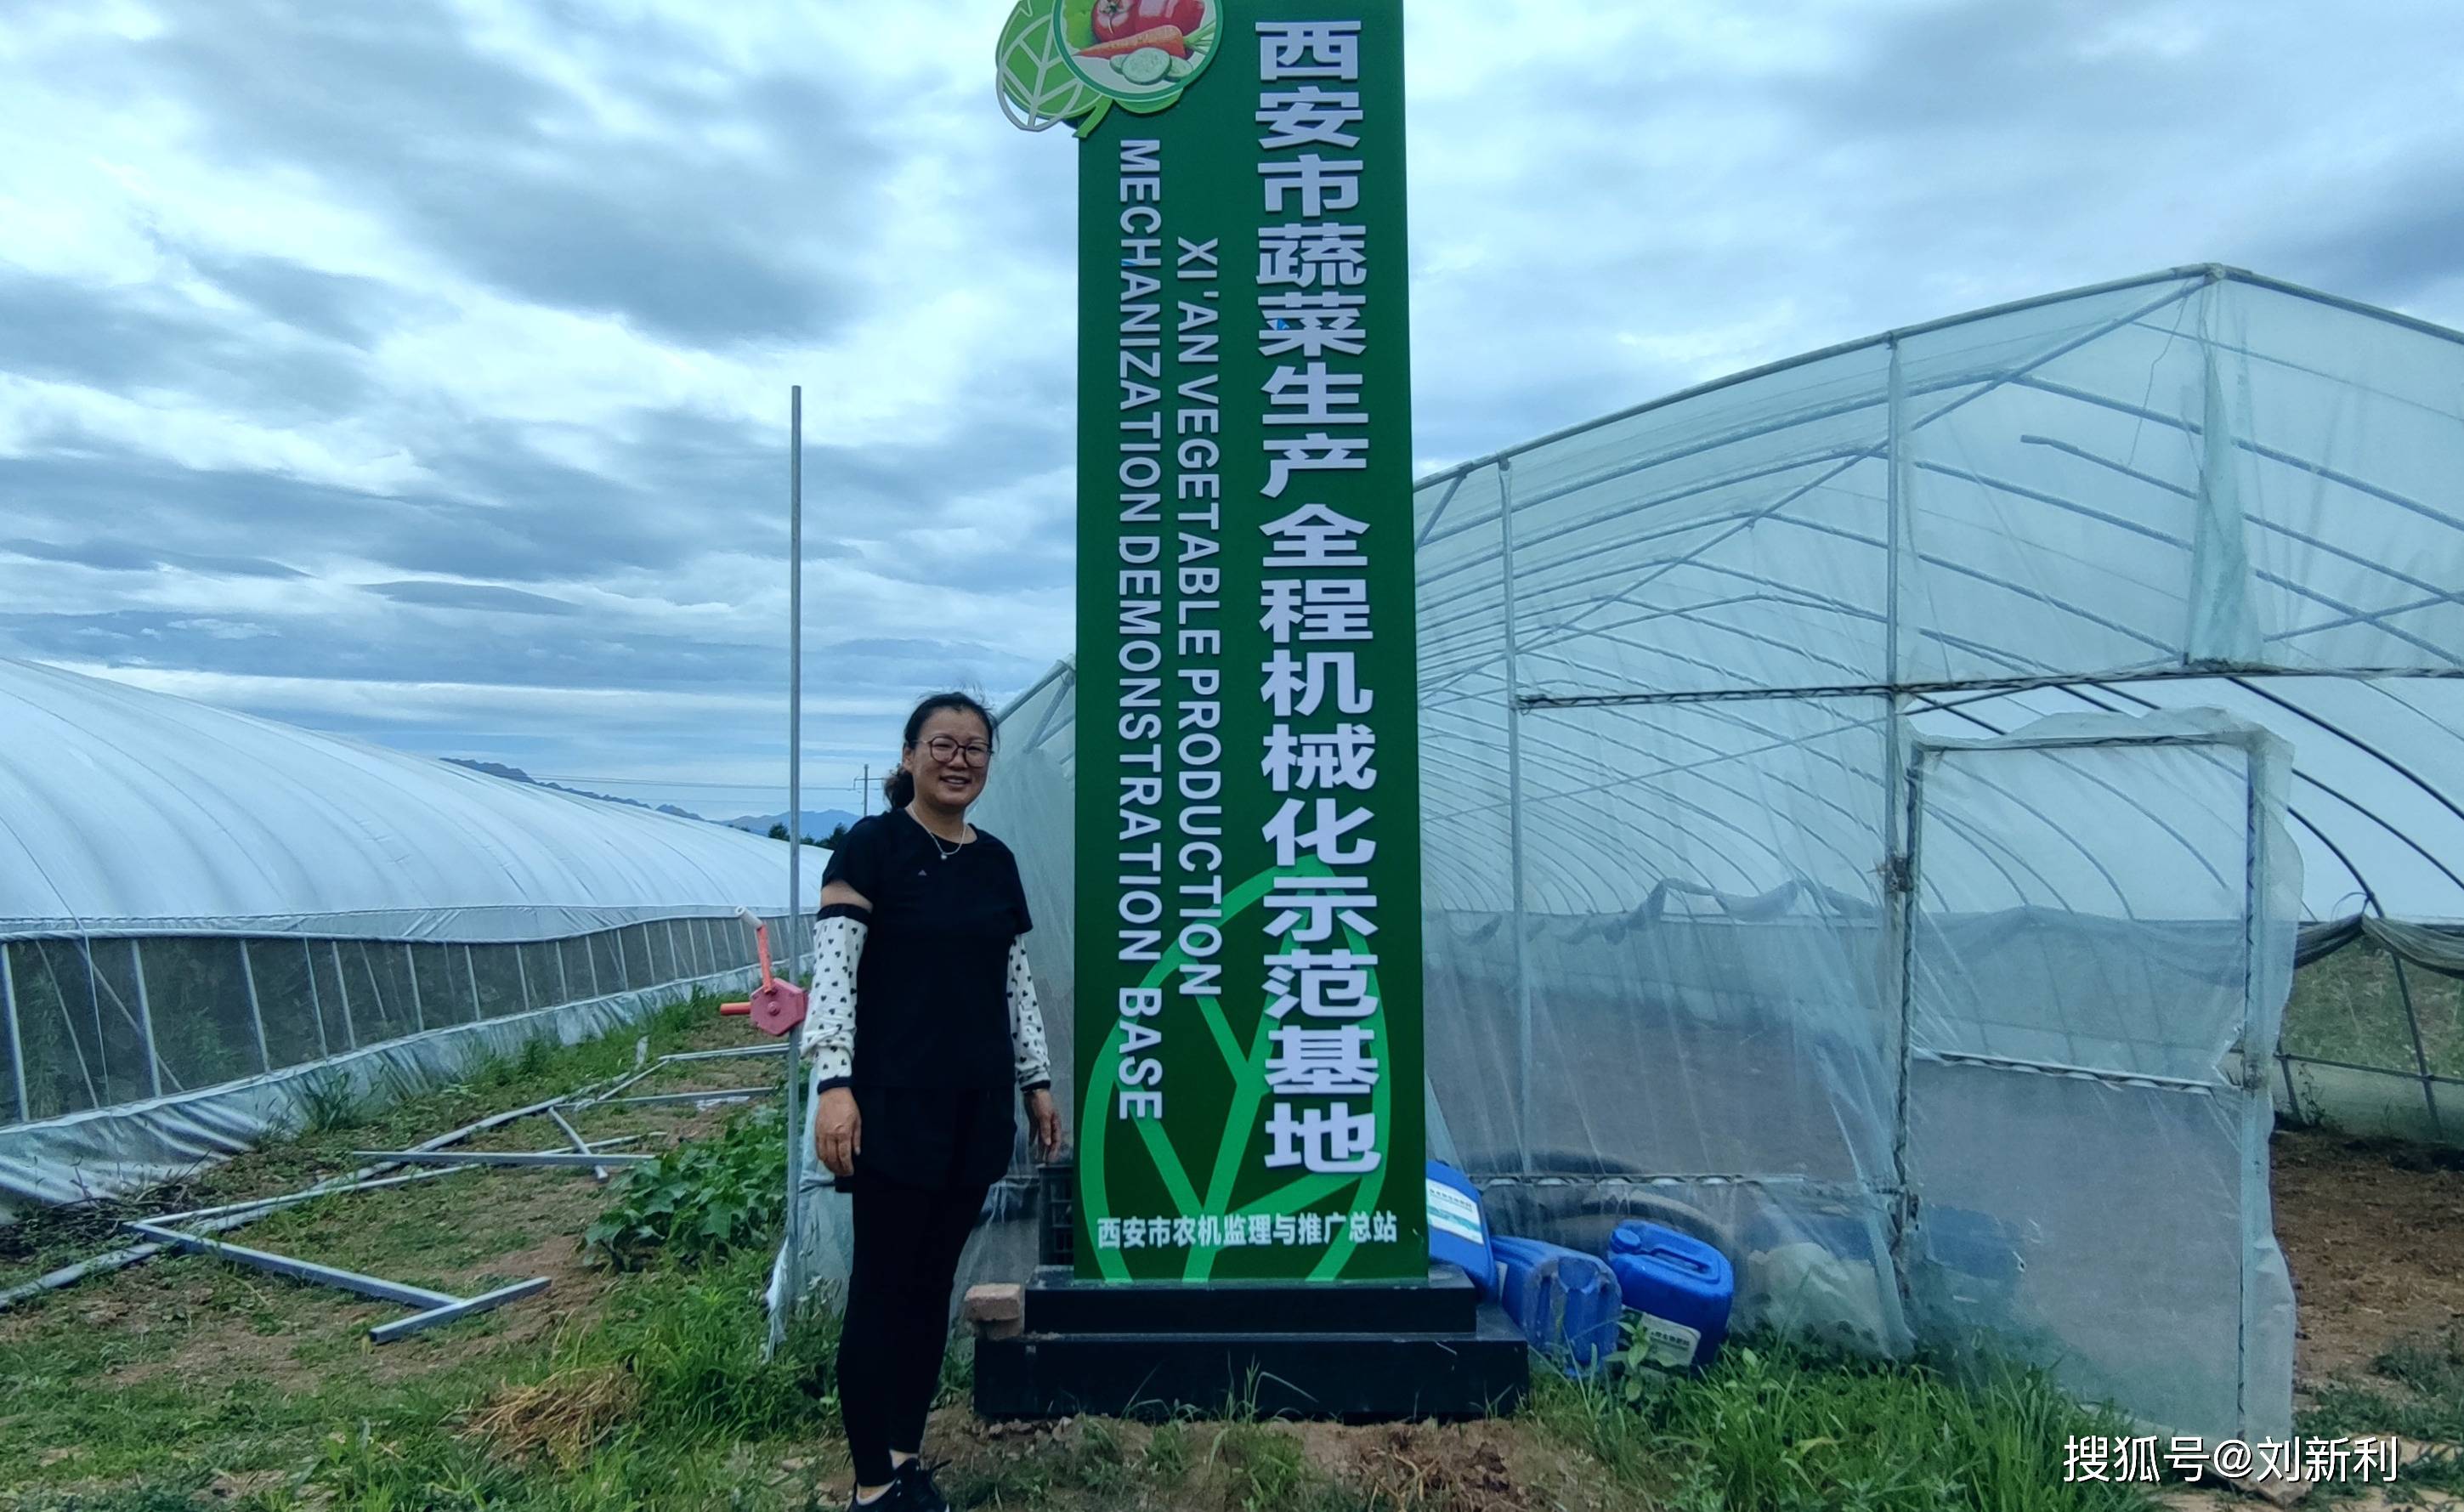 西安市蔬菜生产全程机械化示范基地
XI'AN VEGETABLE PRODUCTION
MECHANIZATION DEMONSTRATION BASE
西安市农机监理与推广总站
搜狐号@刘新利